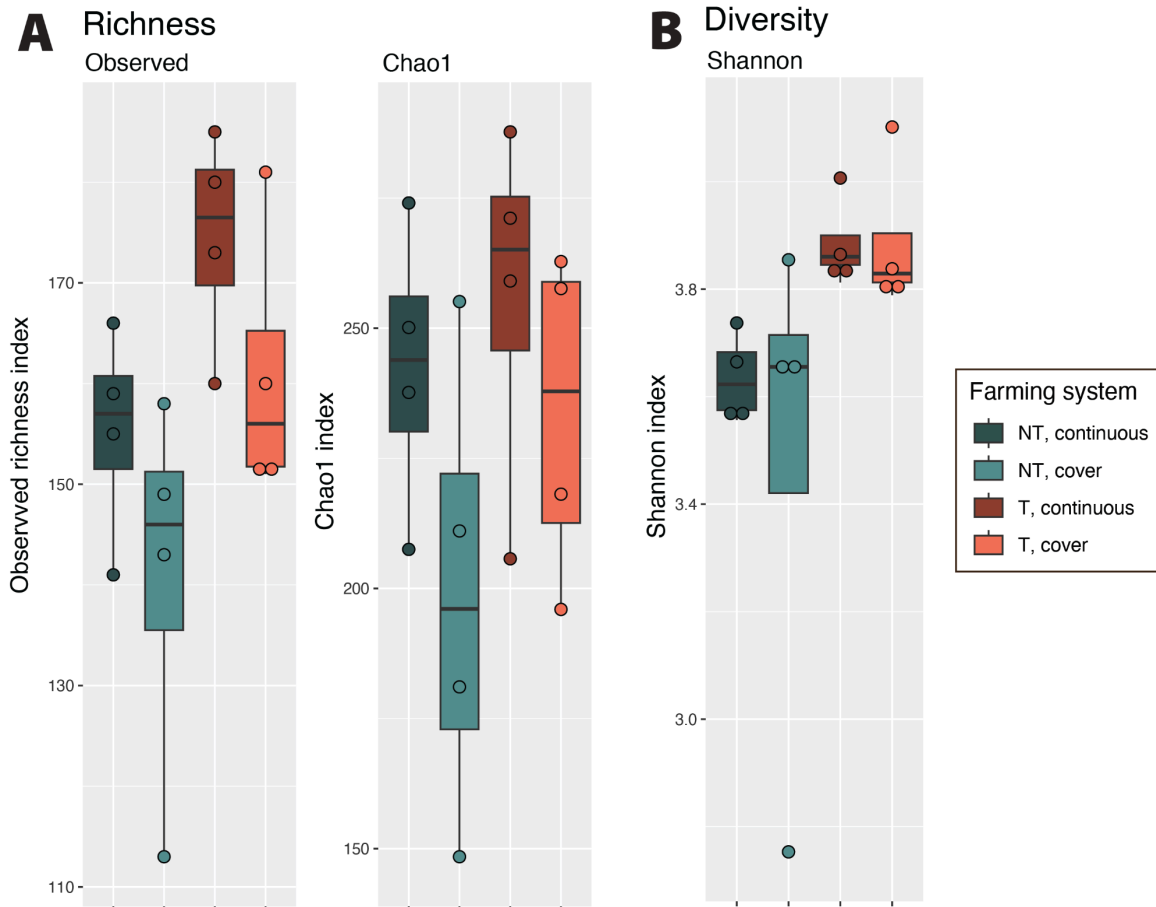 A
Richness
Observed
Observved richness index
170
150
130
110
Chao1
Chao1 index
250
200
150
B
Diversity
Shannon
Shannon index
3.8
3.4
3.0
Farming system
NT, continuous
NT, cover
T, continuous
T, cover